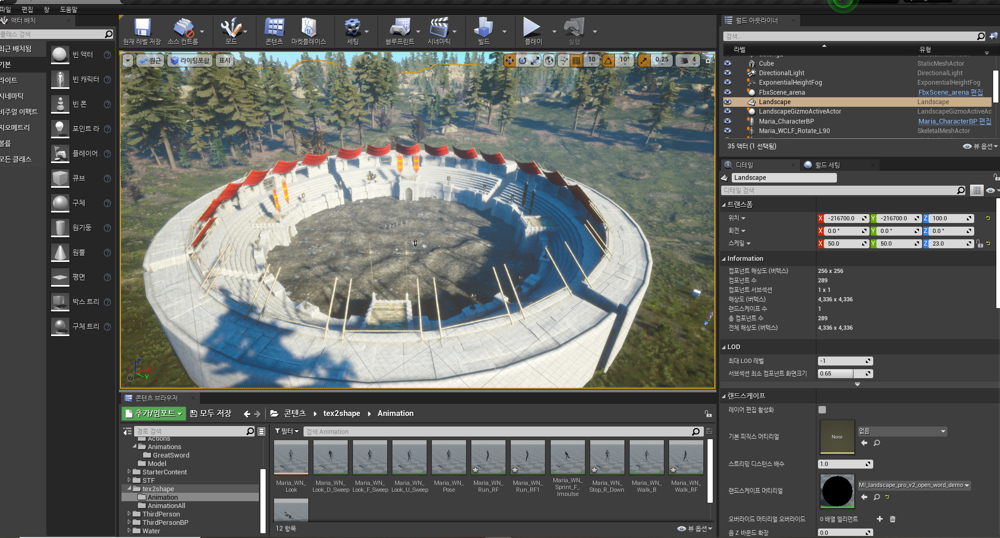 파일 편집 창 도움말
액터 배치
클래스 검색
최근 배치됨
기본
라이트
시네마틱
비주얼 이펙트
지오메트리
볼륨
모든 클래스
빈 액터
빈 캐릭터
빈 폰
포인트 라
플레이어
큐브
구체
원기둥
원뿔
평면
박스 트리
구체 트리
현재 레벨 저장
소스 컨트롤
모드
콘텐츠
마켓플레이스
세팅
블루프린트
시네마틱
빌드
플레이
실행
원근
라이팅포함
표시
10
10°
0.25
4
Z
X
Y
월드 아웃라이너
검색...
라벨 유형
Cube StaticMeshActor
DirectionalLight DirectionalLight
ExponentialHeightFog ExponentialHeightFog
FbxScene_arena FbxScene_arena 편집
Landscape Landscape
LandscapeGizmoActiveActor LandscapeGizmoActiveAc
Maria_CharacterBP Maria_CharacterBP 편집
Maria_WCLF_Rotate_L90 SkeletalMeshActor
35 액터 (1 선택됨)
뷰 옵션
디테일
월드 세팅
Landscape
디테일 검색
트랜스폼
위치 X -216700.0 Y -216700.0 Z 100.0
회전 X 0.0 ° Y 0.0 ° Z 0.0 °
스케일 X 50.0 Y 50.0 Z 23.0
Information
컴포넌트 해상도 (버텍스) 256 x 256
컴포넌트 수 289
컴포넌트 서브섹션 1 x 1
해상도 (버텍스) 4,336 x 4,336
랜드스케이프 수 1
총 컴포넌트 수 289
전체 해상도 (버텍스) 4,336 x 4,336
LOD
최대 LOD 레벨 -1
서브섹션 최소 컴포넌트 화면크기 0.65
랜드스케이프
레이어 편집 활성화
기본 피직스 머티리얼 None 없음
스트리밍 디스턴스 배수 1.0
랜드스케이프 머티리얼 MI_landscape_pro_v2_open_word_demo
오버라이드 머티리얼 오버라이드 0 배열 엘리먼트
음 Z 바운드 확장 0.0
콘텐츠 브라우저
추가/임포트 모두 저장 콘텐츠 tex2shape Animation
경로 검색
Actions
Animations
GreatSword
Model
StarterContent
STF
tex2shape
Animation
AnimationAll
ThirdPerson
ThirdPersonBP
Water
필터 검색 Animation
Maria_WN_
Look
Maria_WN_
Look_D_Sweep
Maria_WN_
Look_F_Sweep
Maria_WN_
Look_U_Sweep
Maria_WN_
Pose
Maria_WN_
Run_RF
Maria_WN_
Run_RF1
Maria_WN_
Sprint_F_
Impulse
Maria_WN_
Stop_R_Down
Maria_WN_
Walk_B
Maria_WN_
Walk_RF
12 항목
뷰 옵션